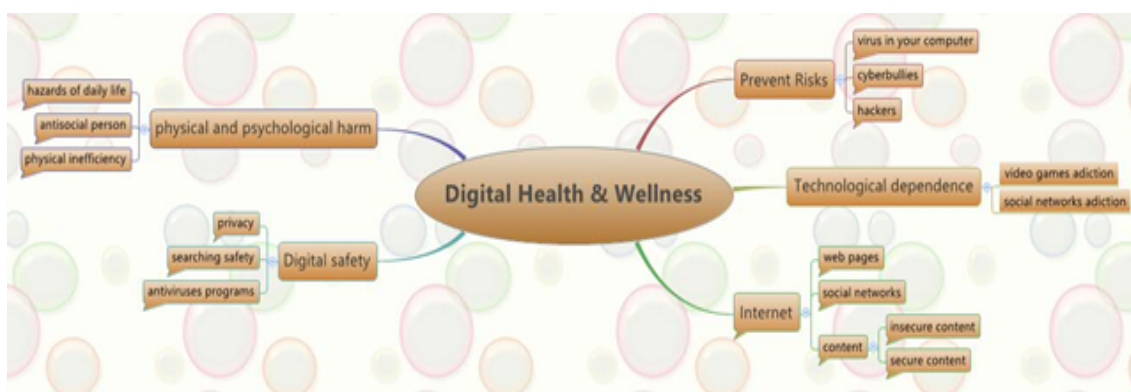 Digital Health & Wellness
physical and psychological harm
hazards of daily life
antisocial person
physical inefficiency
Digital safety
privacy
searching safety
antiviruses programs
Prevent Risks
virus in your computer
cyberbullies
hackers
Technological dependence
video games adiction
social networks adiction
Internet
web pages
social networks
content
insecure content
secure content